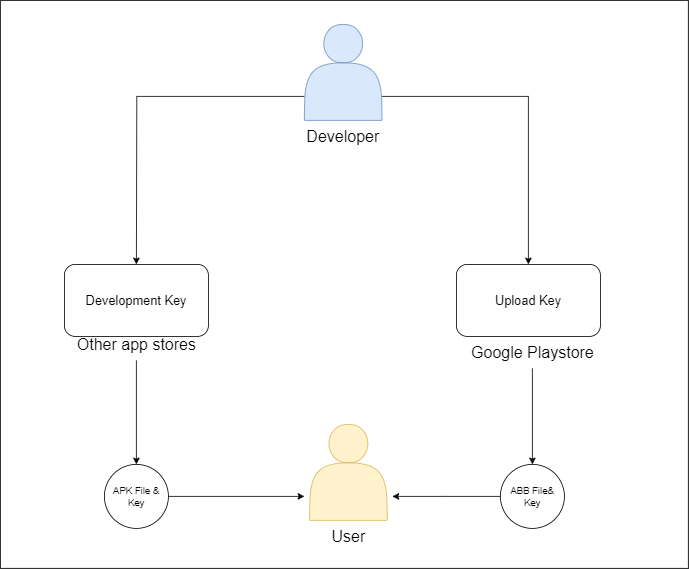 Developer
Development Key
Other app stores
Upload Key
Google Playstore
APK File &
Key
ABB File&
Key
User